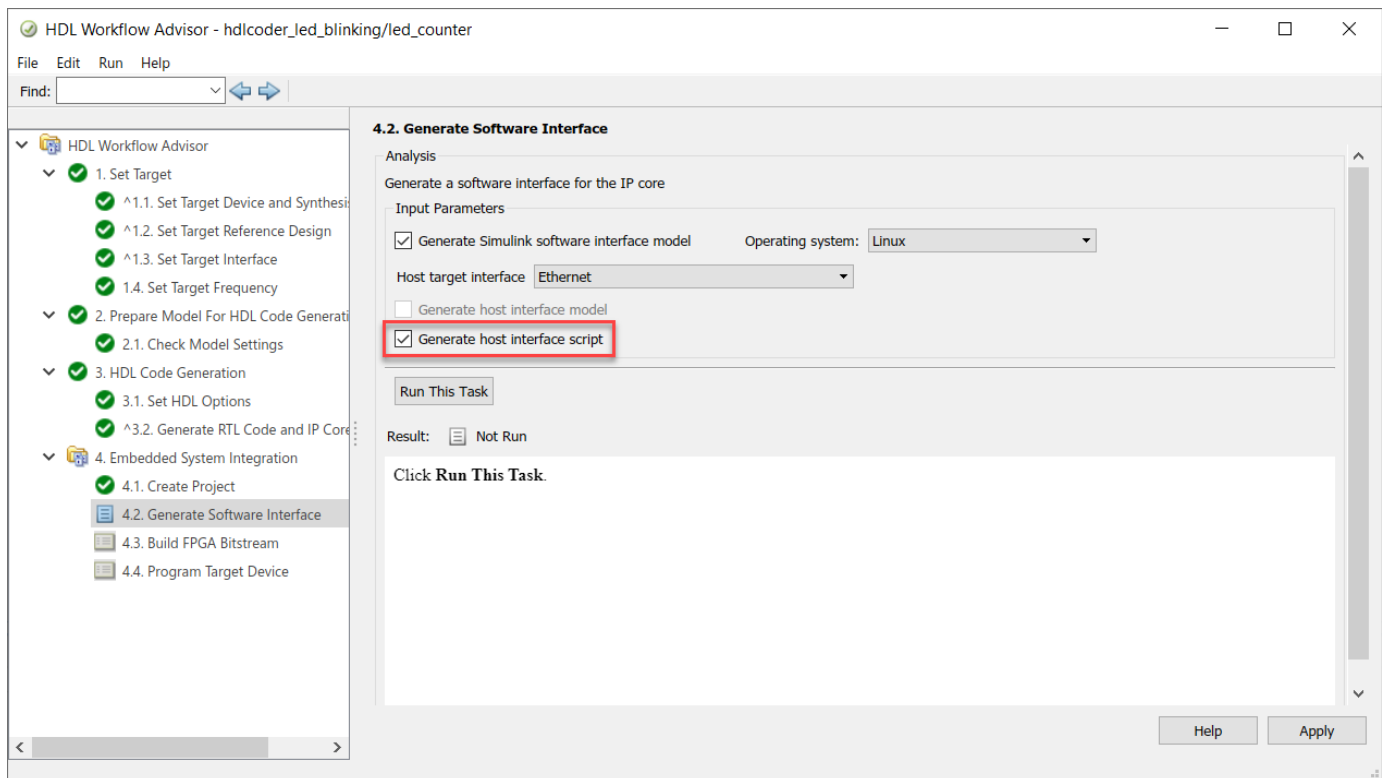 HDL Workflow Advisor - hdlcoder_led_blinking/led_counter
File Edit Run Help
Find:
HDL Workflow Advisor
1. Set Target
^1.1. Set Target Device and Synthesi
^1.2. Set Target Reference Design
^1.3. Set Target Interface
1.4. Set Target Frequency
2. Prepare Model For HDL Code Generati
2.1. Check Model Settings
3. HDL Code Generation
3.1. Set HDL Options
^3.2. Generate RTL Code and IP Core
4. Embedded System Integration
4.1. Create Project
4.2. Generate Software Interface
4.3. Build FPGA Bitstream
4.4. Program Target Device
4.2. Generate Software Interface
Analysis
Generate a software interface for the IP core
Input Parameters
Generate Simulink software interface model Operating system: Linux
Host target interface Ethernet
Generate host interface model
Generate host interface script
Run This Task
Result: Not Run
Click Run This Task.
Help Apply